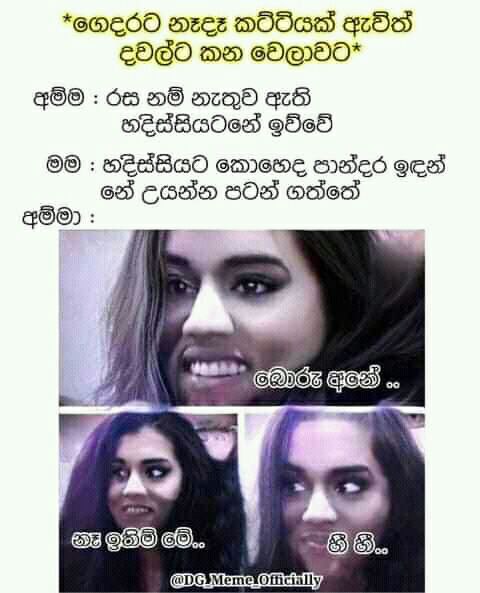 *ගෙදරට නෑදෑ කට්ටියක් ඇවිත්
දවල්ට කන වෙලාවට*
අම්ම : රස නම් නැතුව ඇති
හදිස්සියටනේ ඉව්වේ
මම : හදිස්සියට කොහෙද පාන්දර ඉඳන්
නේ උයන්න පටන් ගත්තේ
අම්මා :
බොරු අනේ ..
නෑ ඉතිම් මේ..
හී හී..
@DG_Meme_Officially